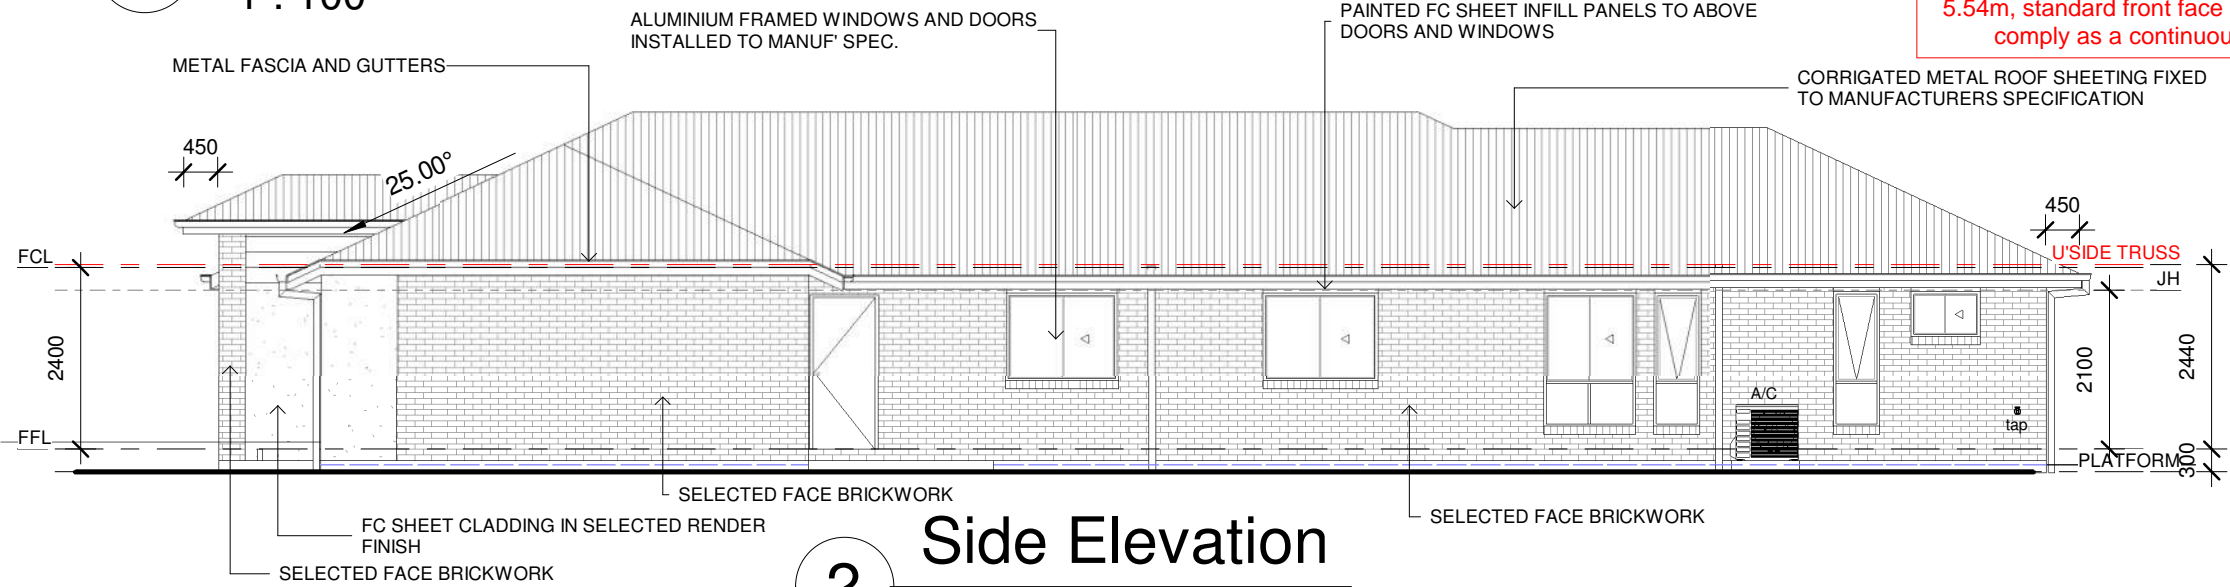 1 : 100
ALUMINIUM FRAMED WINDOWS AND DOORS
INSTALLED TO MANUF' SPEC.
PAINTED FC SHEET INFILL PANELS TO ABOVE
DOORS AND WINDOWS
5.54m, standard front face
comply as a continuou
METAL FASCIA AND GUTTERS
CORRIGATED METAL ROOF SHEETING FIXED
TO MANUFACTURERS SPECIFICATION
450
25.00°
450
FCL
U'SIDE TRUSS
JH
2400
2100
2440
A/C
tap
FFL
PLATFORM
300
SELECTED FACE BRICKWORK
FC SHEET CLADDING IN SELECTED RENDER
FINISH
SELECTED FACE BRICKWORK
SELECTED FACE BRICKWORK
2
Side Elevation